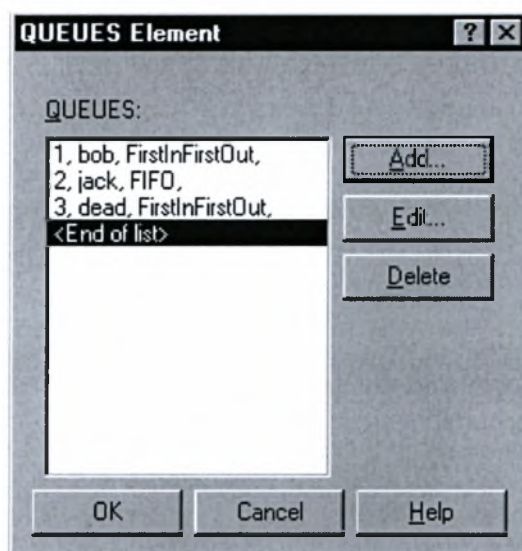 QUEUES Element
? X
QUEUES:
1, bob, FirstInFirstOut,
2, jack, FIFO,
3, dead, FirstInFirstOut,
<End of list>
Add...
Edit...
Delete
OK
Cancel
Help